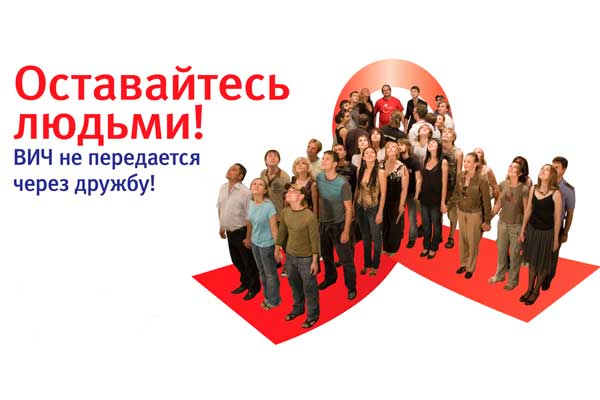 Оставайтесь
людьми!
ВИЧ не передается
через дружбу!